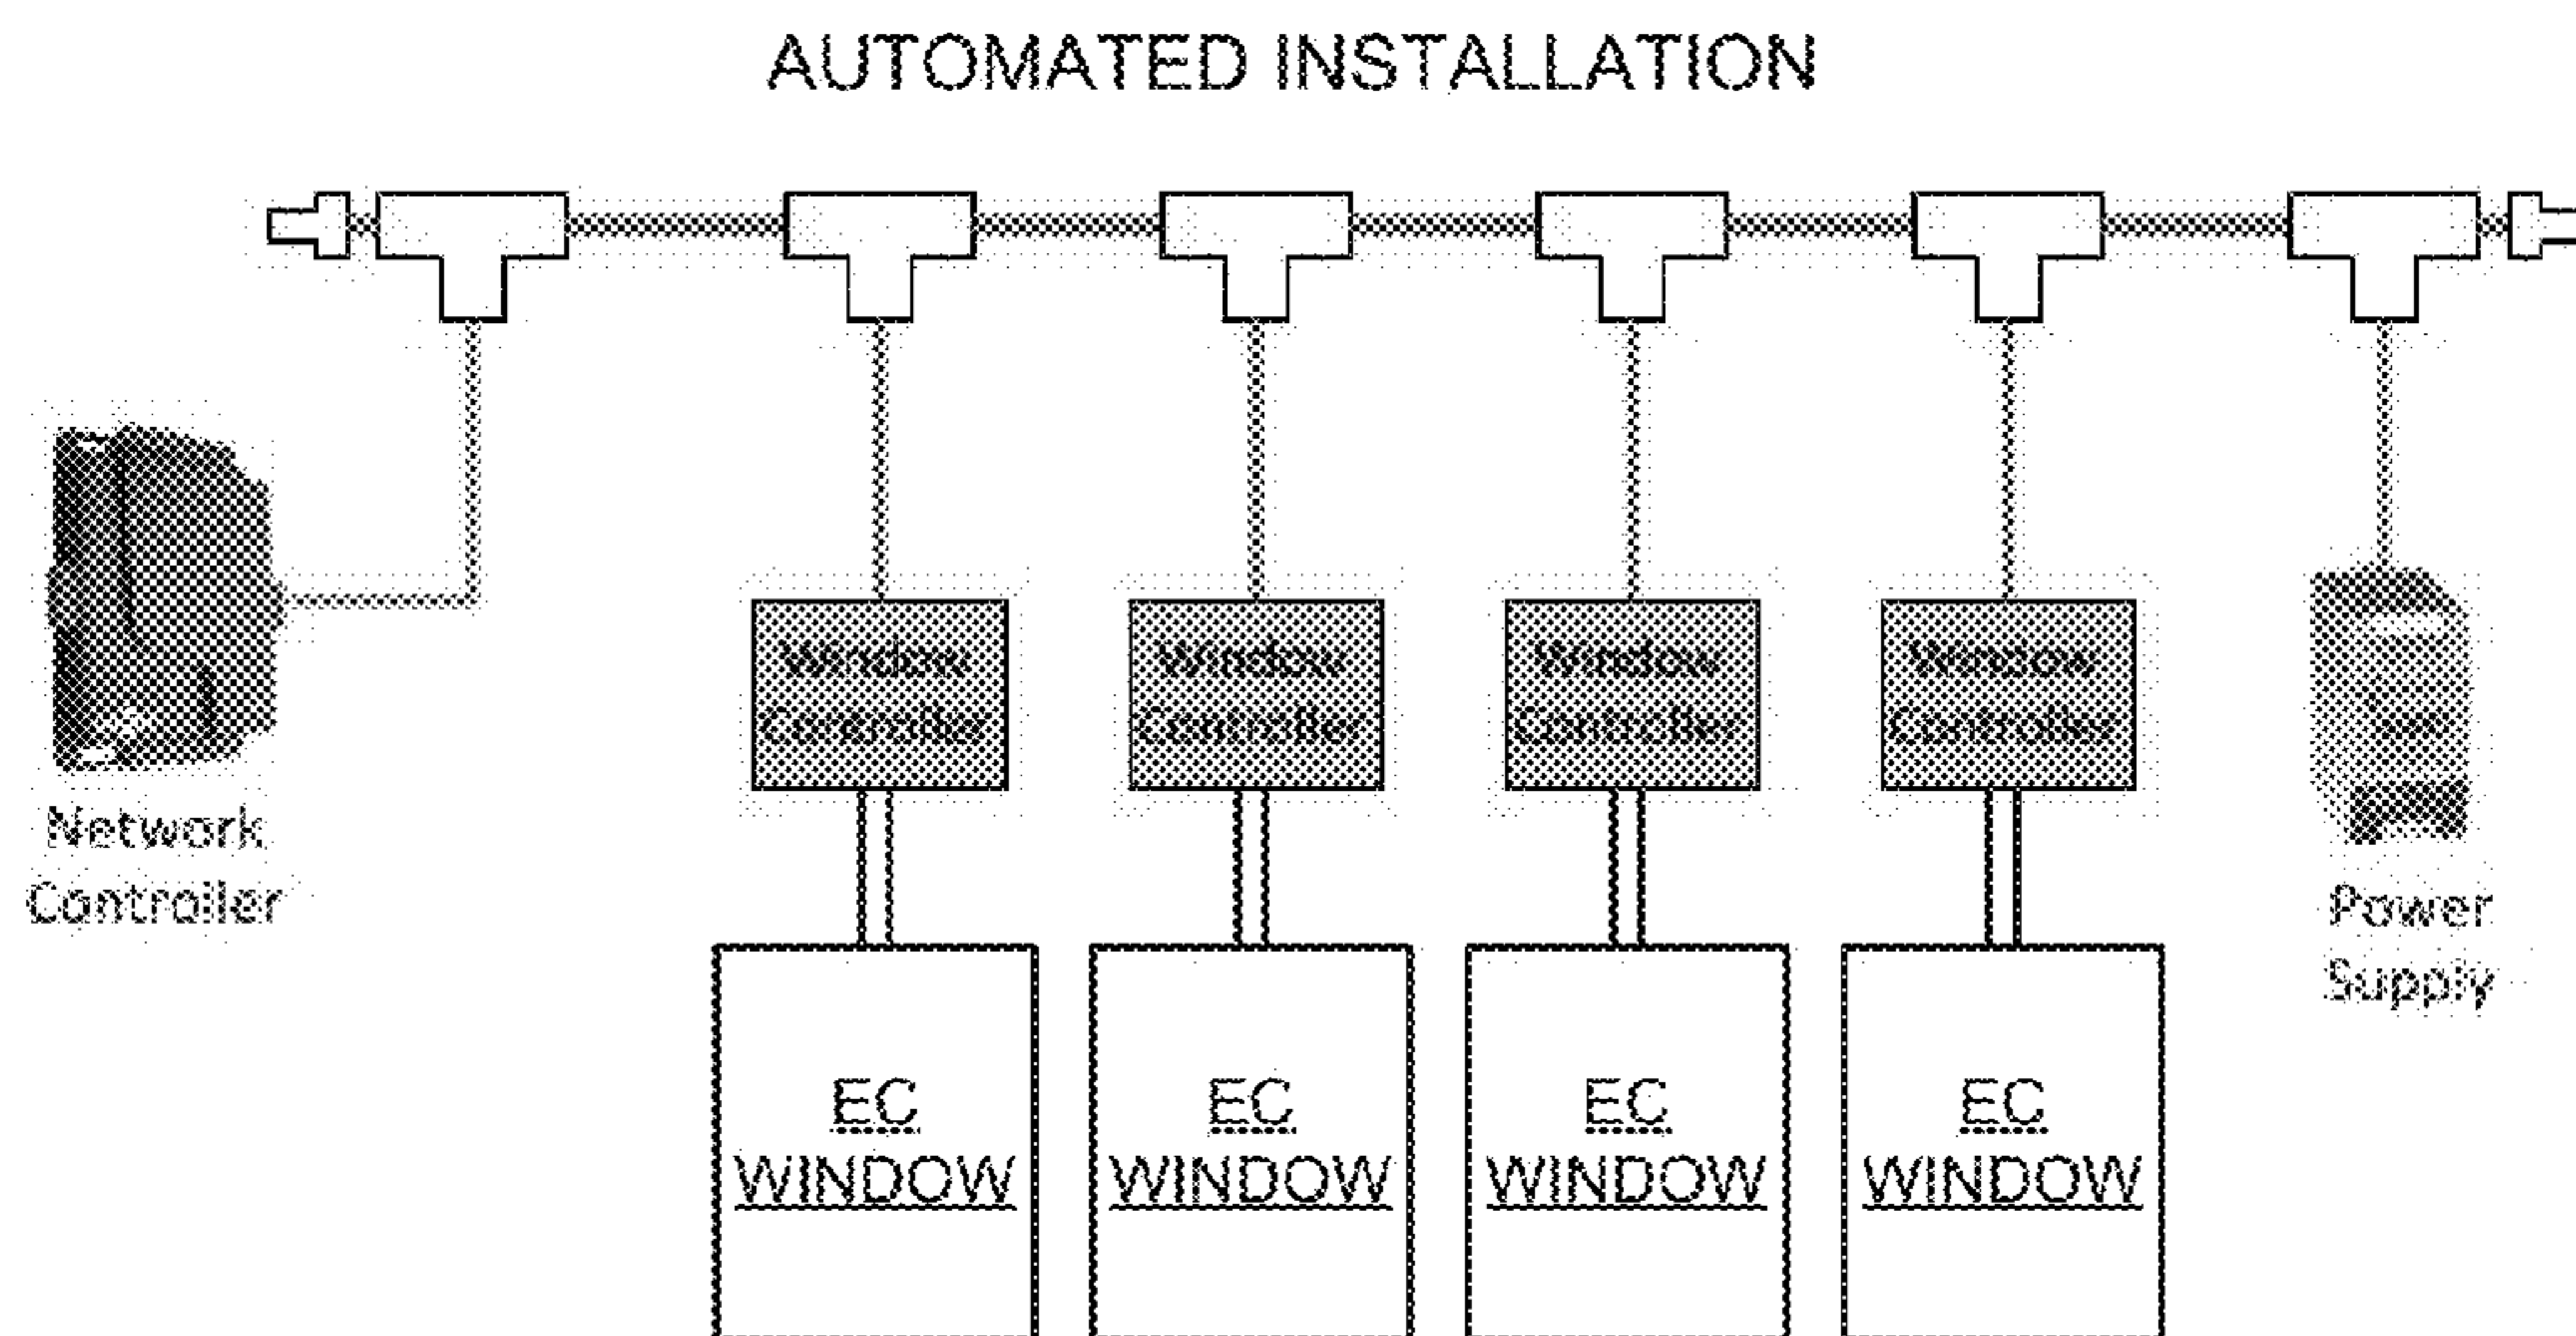 AUTOMATED INSTALLATION
Window
Controller
Window
Controller
Window
Controller
Window
Controller
Network
Controller
Power
Supply
EC
WINDOW
EC
WINDOW
EC
WINDOW
EC
WINDOW